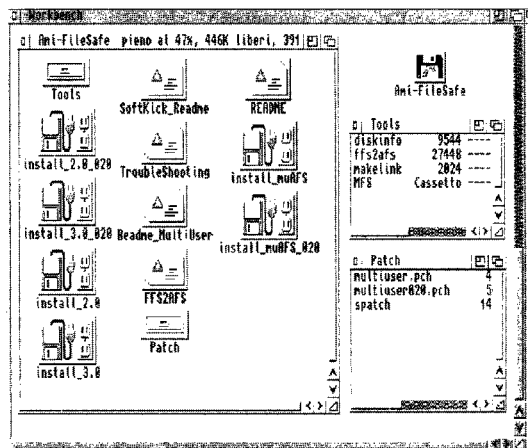 Workbench
Ami-FileSafe pieno al 47%, 446K liberi, 391
Tools
SoftKick_Readme
README
install_2.0_020
TroubleShooting
install_muAFS
install_3.0_020
Readme_MultiUser
install_muAFS_020
install_2.0
FFS2AFS
install_3.0
Patch
Ami-FileSafe
Tools
diskinfo 9544 ----
ffs2afs 27448 ----
makelink 2024 ----
MFS Cassetto ----
Patch
multiuser.pch 4
multiuser020.pch 5
spatch 14